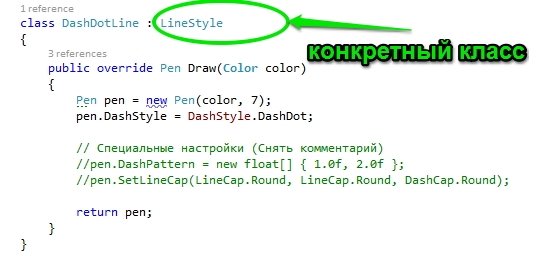 1 reference
class DashDotLine : LineStyle
конкретный класс
{
3 references
public override Pen Draw(Color color)
{
Pen pen = new Pen(color, 7);
pen.DashStyle = DashStyle.DashDot;
// Специальные настройки (Снять комментарий)
//pen.DashPattern = new float[] { 1.0f, 2.0f };
//pen.SetLineCap(LineCap.Round, LineCap.Round, DashCap.Round);
return pen;
}
}